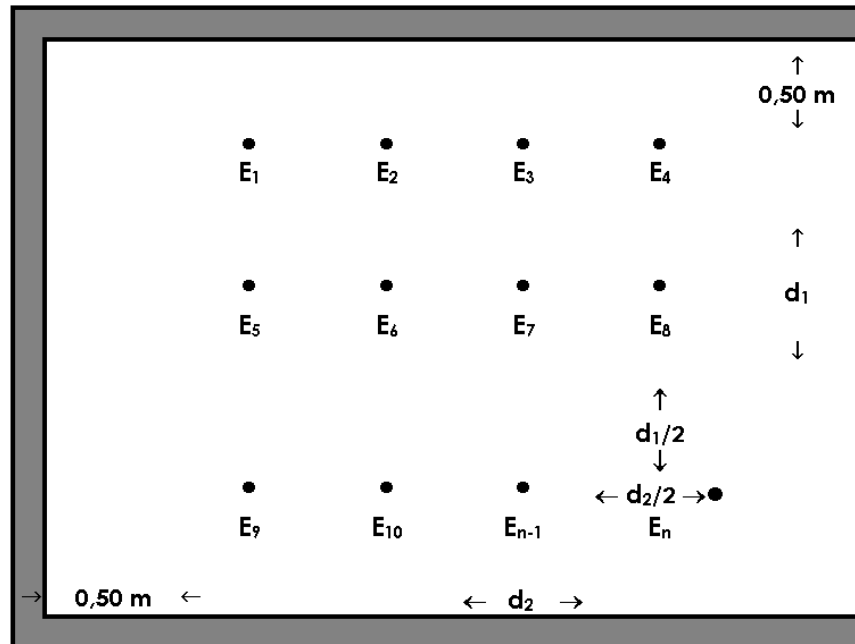 ↑
0,50 m
↓
E₁ E₂ E₃ E₄
↑
d₁
↓
E₅ E₆ E₇ E₈
↑
d₁/2
↓
← d₂/2 →
E₉ E₁₀ Eₙ₋₁ Eₙ
→ 0,50 m ← ← d₂ →